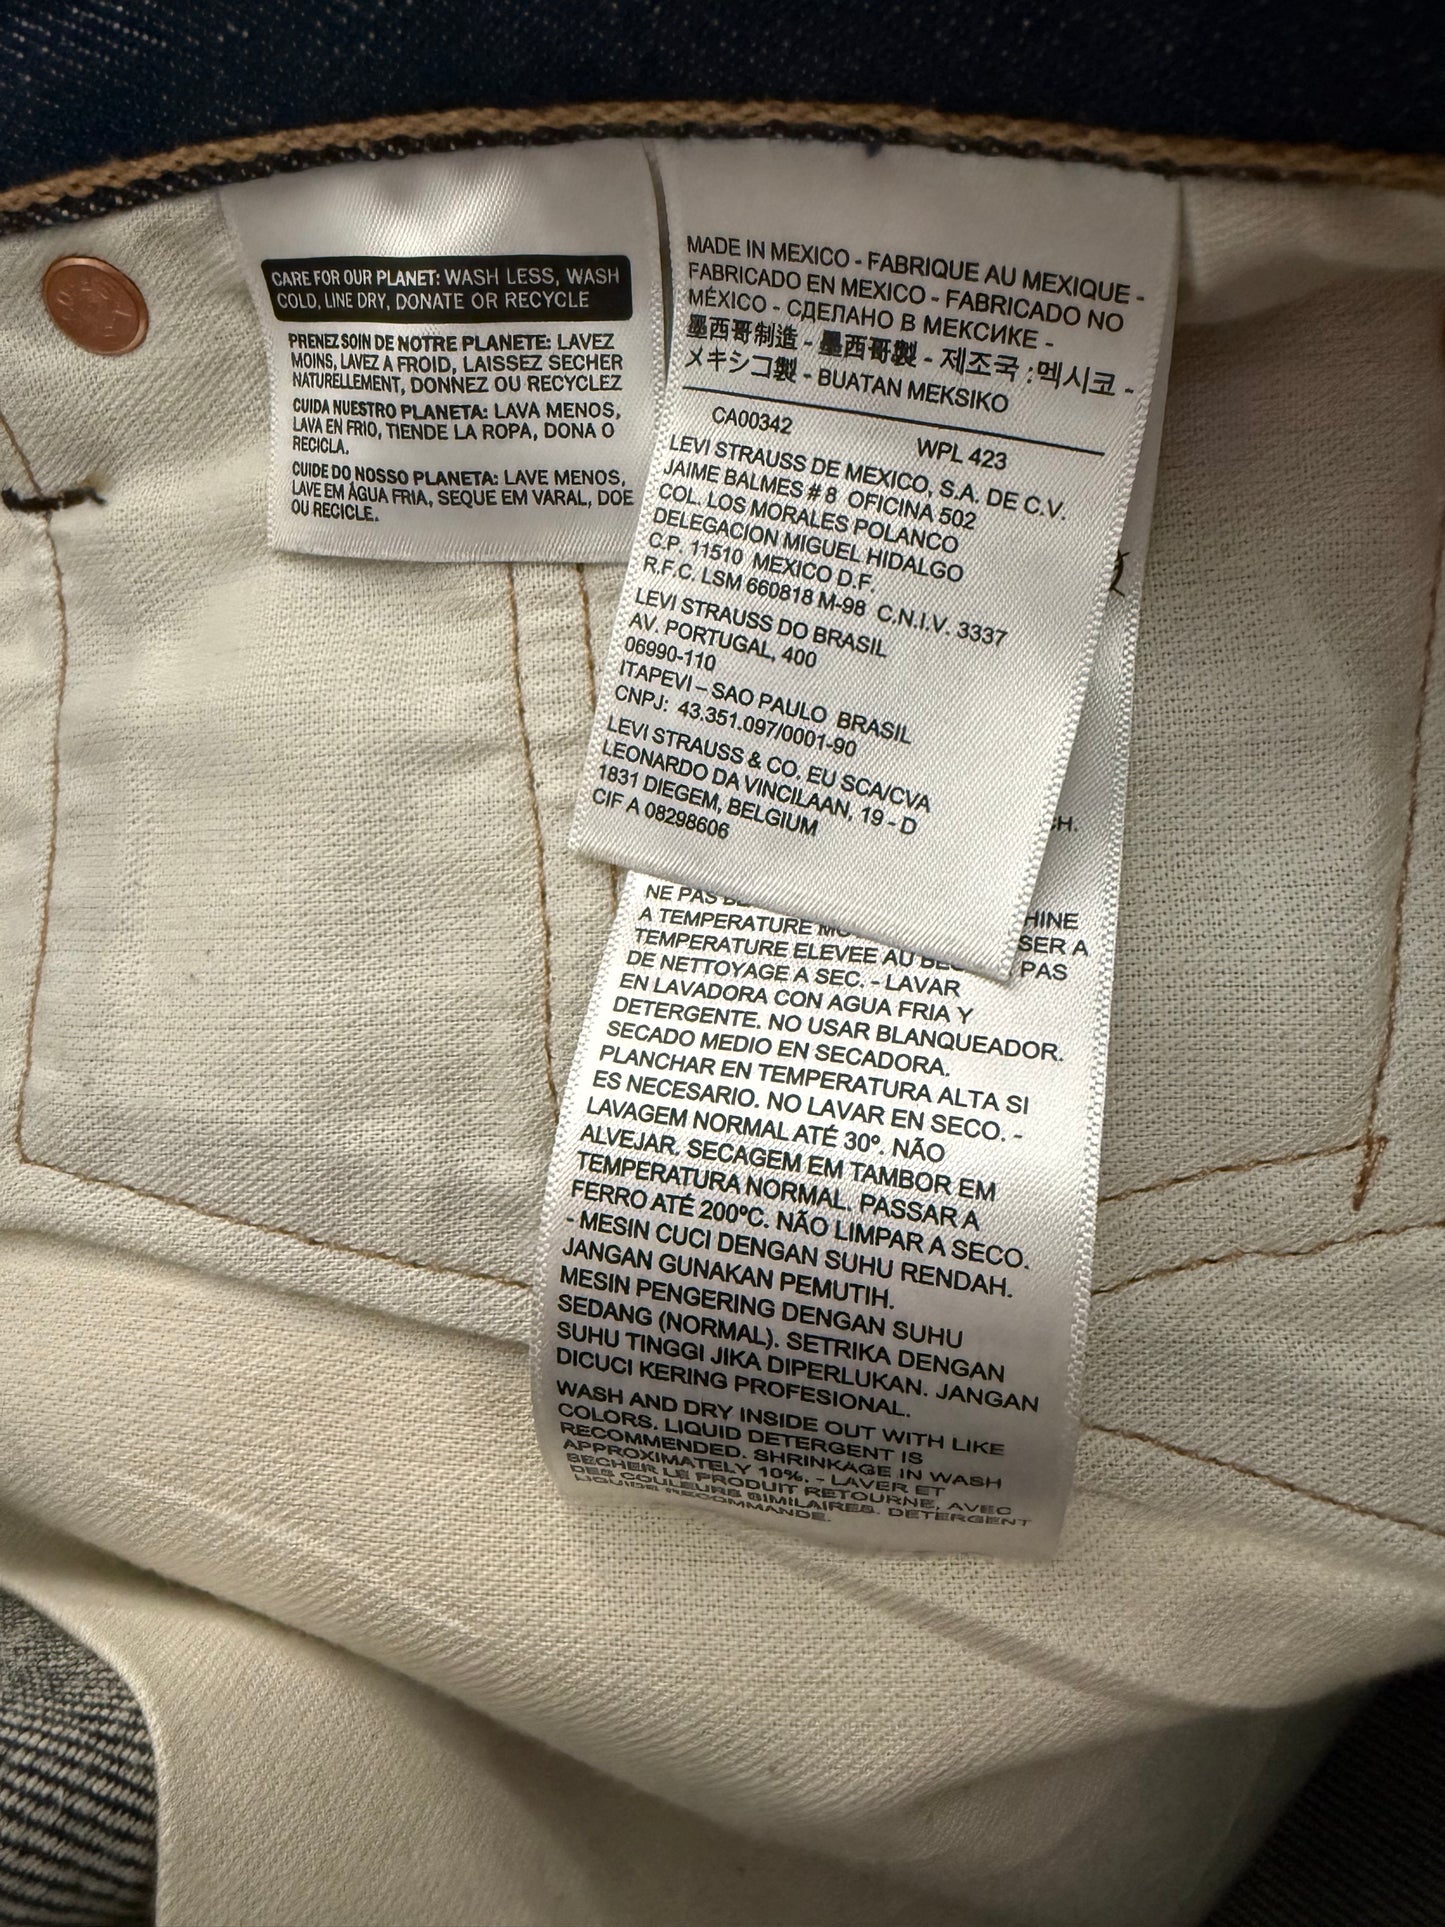 CARE FOR OUR PLANET: WASH LESS, WASH
COLD, LINE DRY, DONATE OR RECYCLE
PRENEZ SOIN DE NOTRE PLANETE: LAVEZ
MOINS, LAVEZ A FROID, LAISSEZ SECHER
NATURELLEMENT, DONNEZ OU RECYCLEZ
CUIDA NUESTRO PLANETA: LAVA MENOS,
LAVA EN FRIO, TIENDE LA ROPA, DONA O
RECICLA.
CUIDE DO NOSSO PLANETA: LAVE MENOS,
LAVE EM ÁGUA FRIA, SEQUE EM VARAL, DOE
OU RECICLE.
MADE IN MEXICO - FABRIQUE AU MEXIQUE -
FABRICADO EN MEXICO - FABRICADO NO
MÉXICO - СДЕЛАНО В МЕКСИКЕ -
墨西哥制造 - 墨西哥製 - 제조국 : 멕시코 -
メキシコ製 - BUATAN MEKSIKO
CA00342 WPL 423
LEVI STRAUSS DE MEXICO, S.A. DE C.V.
JAIME BALMES # 8 OFICINA 502
COL. LOS MORALES POLANCO
DELEGACION MIGUEL HIDALGO
C.P. 11510 MEXICO D.F.
R.F.C. LSM 660818 M-98 C.N.I.V. 3337
LEVI STRAUSS DO BRASIL
AV. PORTUGAL, 400
06990-110
ITAPEVI – SAO PAULO BRASIL
CNPJ: 43.351.097/0001-90
LEVI STRAUSS & CO. EU SCA/CVA
LEONARDO DA VINCILAAN, 19 - D
1831 DIEGEM, BELGIUM
CIF A 08298606
CH.
NE PAS HINE
A TEMPERATURE SER A
TEMPERATURE ELEVEE AU PAS
DE NETTOYAGE A SEC. - LAVAR
EN LAVADORA CON AGUA FRIA Y
DETERGENTE. NO USAR BLANQUEADOR.
SECADO MEDIO EN SECADORA.
PLANCHAR EN TEMPERATURA ALTA SI
ES NECESARIO. NO LAVAR EN SECO. -
LAVAGEM NORMAL ATÉ 30º. NÃO
ALVEJAR. SECAGEM EM TAMBOR EM
TEMPERATURA NORMAL. PASSAR A
FERRO ATÉ 200ºC. NÃO LIMPAR A SECO.
- MESIN CUCI DENGAN SUHU RENDAH.
JANGAN GUNAKAN PEMUTIH.
MESIN PENGERING DENGAN SUHU
SEDANG (NORMAL). SETRIKA DENGAN
SUHU TINGGI JIKA DIPERLUKAN. JANGAN
DICUCI KERING PROFESIONAL.
WASH AND DRY INSIDE OUT WITH LIKE
COLORS. LIQUID DETERGENT IS
RECOMMENDED. SHRINKAGE IN WASH
APPROXIMATELY 10%. - LAVER ET
SECHER LE PRODUIT RETOURNE, AVEC
DES COULEURS SIMILAIRES. DETERGENT
LIQUIDE RECOMMANDE.